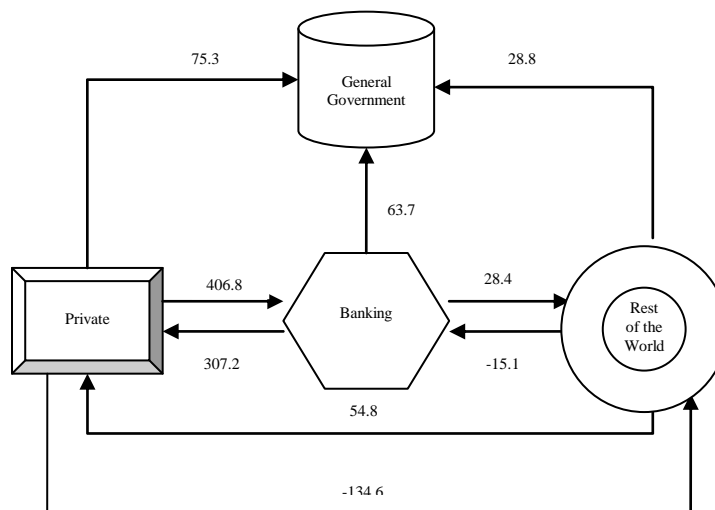 75.3
28.8
General
Government
63.7
406.8
28.4
Private
Banking
Rest
of the
World
307.2
-15.1
54.8
-134.6